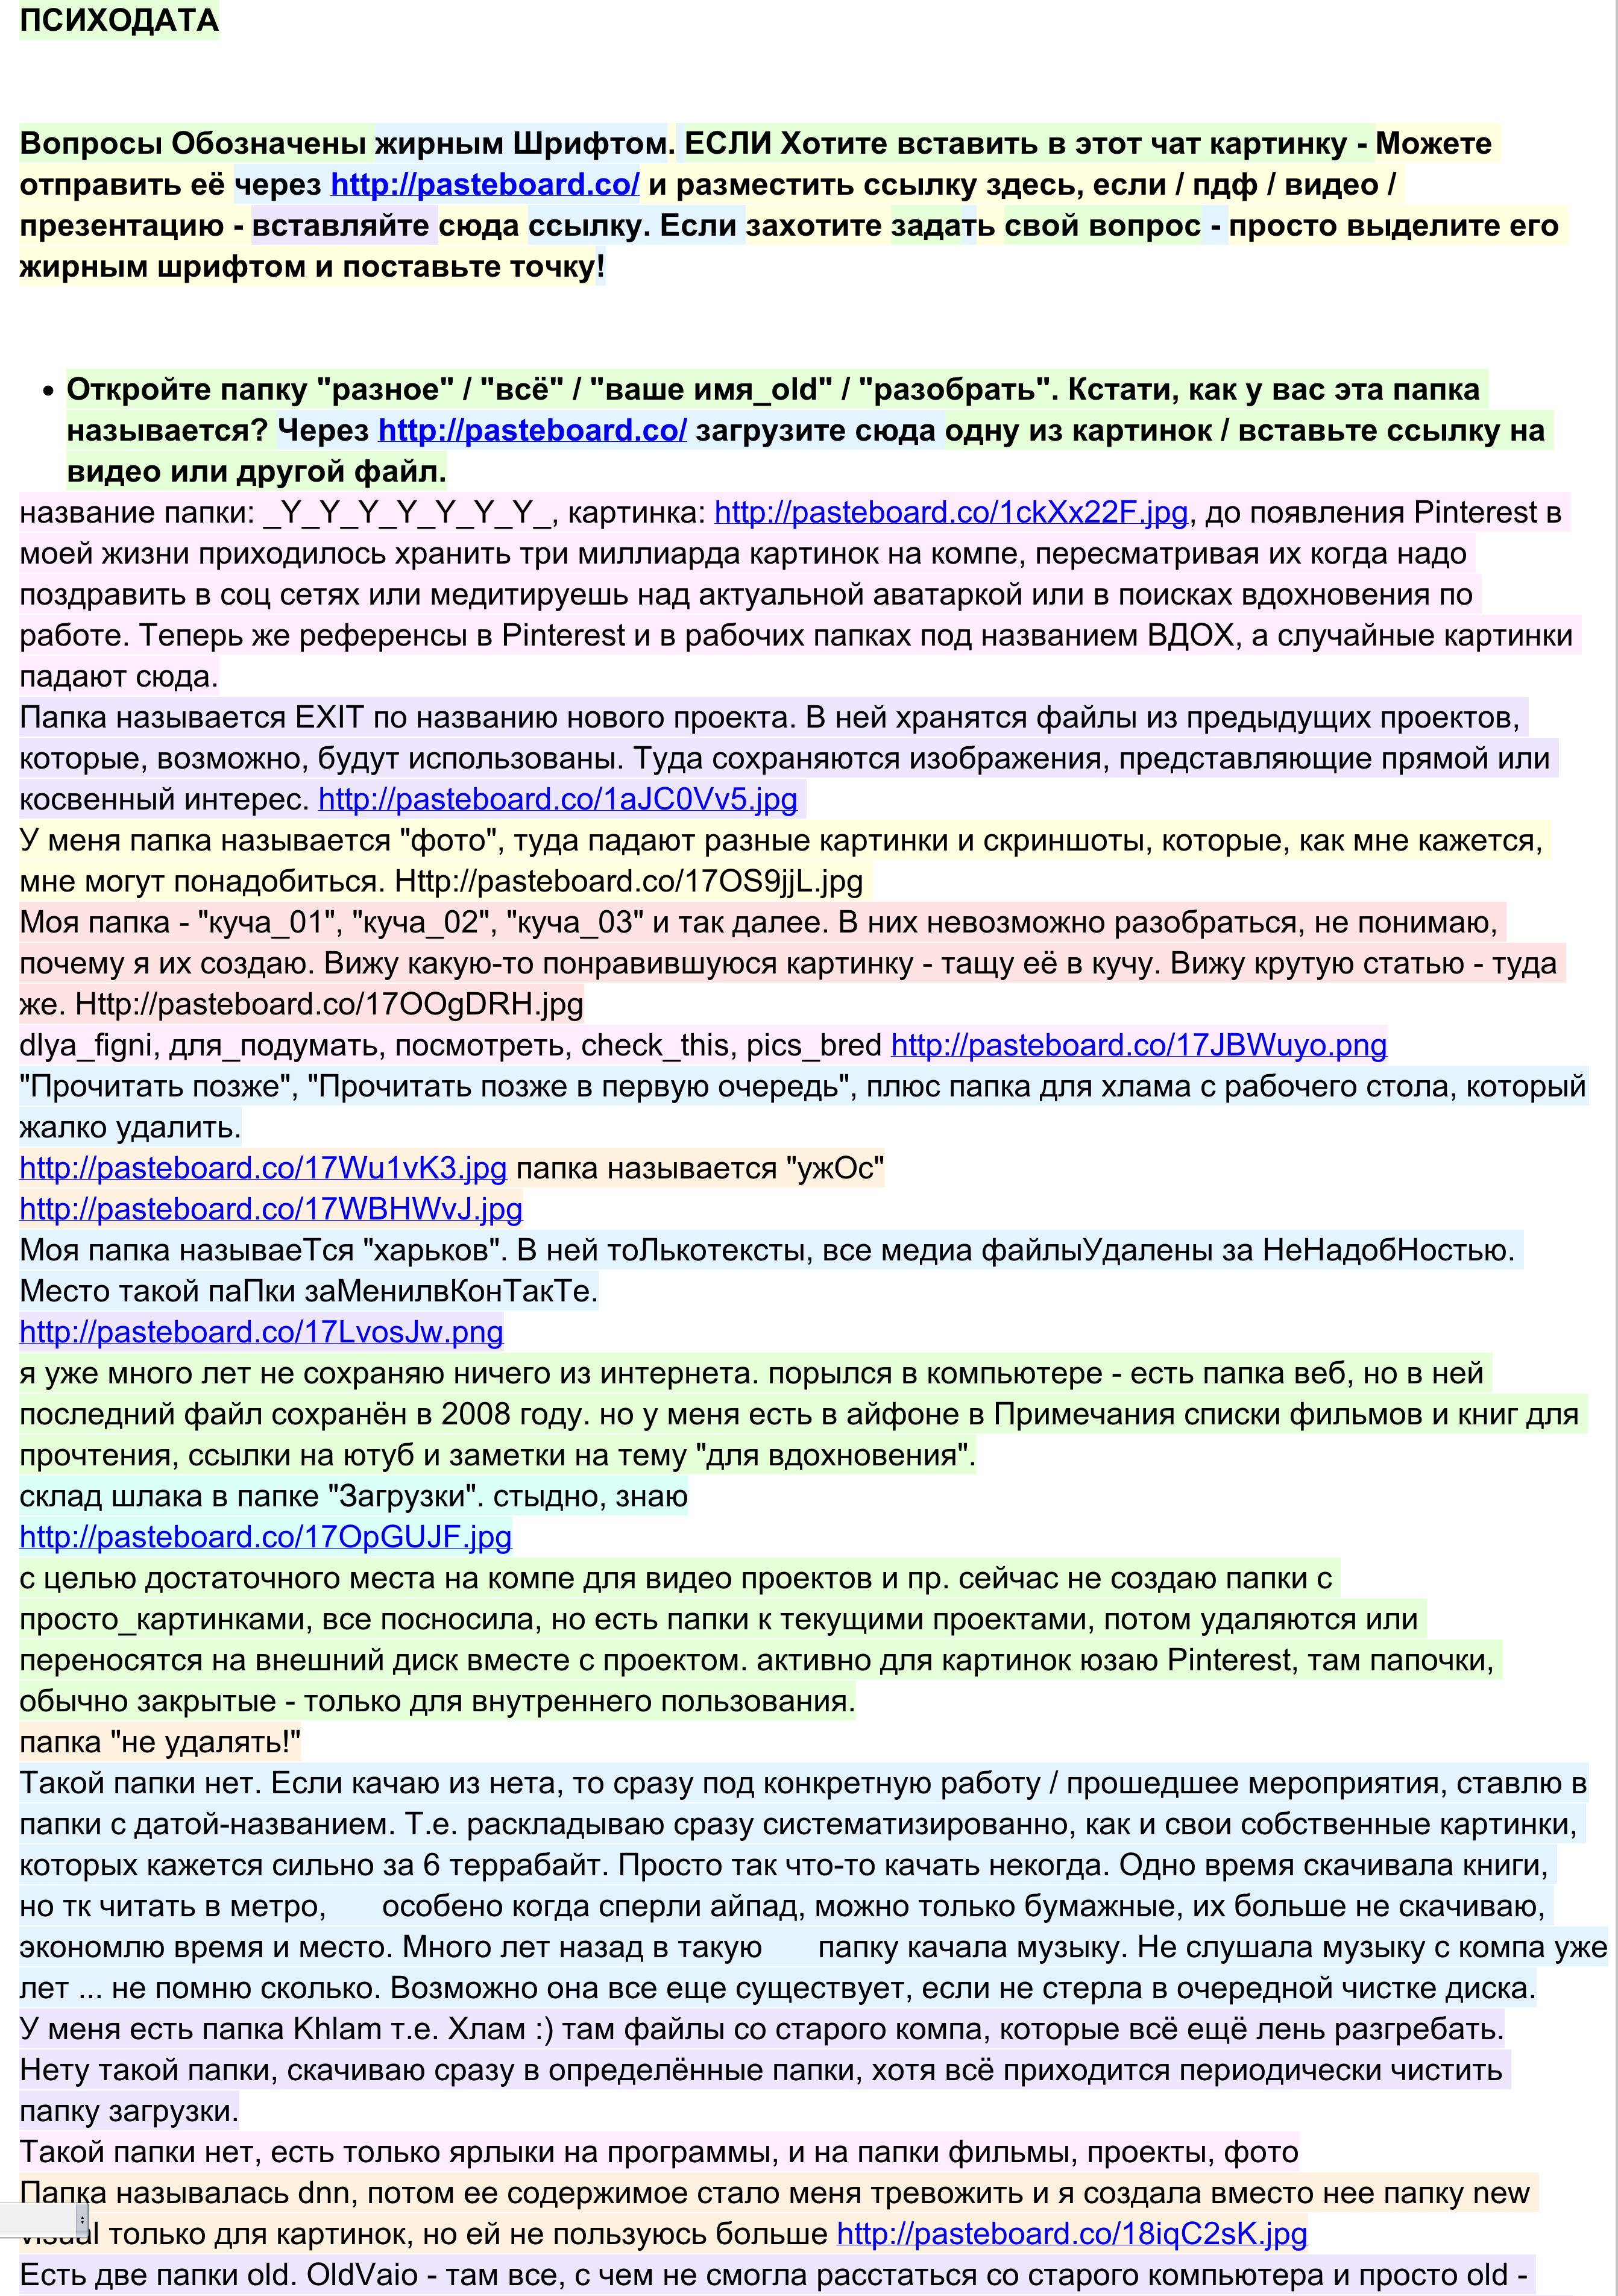 ПСИХОДАТА
Вопросы Обозначены жирным Шрифтом. ЕСЛИ Хотите вставить в этот чат картинку - Можете
отправить её через http://pasteboard.co/ и разместить ссылку здесь, если / пдф / видео /
презентацию - вставляйте сюда ссылку. Если захотите задать свой вопрос - просто выделите его
жирным шрифтом и поставьте точку!
• Откройте папку "разное" / "всё" / "ваше имя_old" / "разобрать". Кстати, как у вас эта папка
называется? Через http://pasteboard.co/ загрузите сюда одну из картинок / вставьте ссылку на
видео или другой файл.
название папки: _Y_Y_Y_Y_Y_Y_Y_, картинка: http://pasteboard.co/1ckXx22F.jpg, до появления Pinterest в
моей жизни приходилось хранить три миллиарда картинок на компе, пересматривая их когда надо
поздравить в соц сетях или медитируешь над актуальной аватаркой или в поисках вдохновения по
работе. Теперь же референсы в Pinterest и в рабочих папках под названием ВДОХ, а случайные картинки
падают сюда.
Папка называется EXIT по названию нового проекта. В ней хранятся файлы из предыдущих проектов,
которые, возможно, будут использованы. Туда сохраняются изображения, представляющие прямой или
косвенный интерес. http://pasteboard.co/1aJC0Vv5.jpg
У меня папка называется "фото", туда падают разные картинки и скриншоты, которые, как мне кажется,
мне могут понадобиться. Http://pasteboard.co/17OS9jjL.jpg
Моя папка - "куча_01", "куча_02", "куча_03" и так далее. В них невозможно разобраться, не понимаю,
почему я их создаю. Вижу какую-то понравившуюся картинку - тащу её в кучу. Вижу крутую статью - туда
же. Http://pasteboard.co/17OOgDRH.jpg
dlya_figni, для_подумать, посмотреть, check_this, pics_bred http://pasteboard.co/17JBWuyo.png
"Прочитать позже", "Прочитать позже в первую очередь", плюс папка для хлама с рабочего стола, который
жалко удалить.
http://pasteboard.co/17Wu1vK3.jpg папка называется "ужОс"
http://pasteboard.co/17WBHWvJ.jpg
Моя папка называеТся "харьков". В ней тоЛькотексты, все медиа файлыУдалены за НеНадобНостью.
Место такой паПки заМенилвКонТакТе.
http://pasteboard.co/17LvosJw.png
я уже много лет не сохраняю ничего из интернета. порылся в компьютере - есть папка веб, но в ней
последний файл сохранён в 2008 году. но у меня есть в айфоне в Примечания списки фильмов и книг для
прочтения, ссылки на ютуб и заметки на тему "для вдохновения".
склад шлака в папке "Загрузки". стыдно, знаю
http://pasteboard.co/17OpGUJF.jpg
с целью достаточного места на компе для видео проектов и пр. сейчас не создаю папки с
просто_картинками, все посносила, но есть папки к текущими проектами, потом удаляются или
переносятся на внешний диск вместе с проектом. активно для картинок юзаю Pinterest, там папочки,
обычно закрытые - только для внутреннего пользования.
папка "не удалять!"
Такой папки нет. Если качаю из нета, то сразу под конкретную работу / прошедшее мероприятия, ставлю в
папки с датой-названием. Т.е. раскладываю сразу систематизированно, как и свои собственные картинки,
которых кажется сильно за 6 террабайт. Просто так что-то качать некогда. Одно время скачивала книги,
но тк читать в метро, особено когда сперли айпад, можно только бумажные, их больше не скачиваю,
экономлю время и место. Много лет назад в такую папку качала музыку. Не слушала музыку с компа уже
лет ... не помню сколько. Возможно она все еще существует, если не стерла в очередной чистке диска.
У меня есть папка Khlam т.е. Хлам :) там файлы со старого компа, которые всё ещё лень разгребать.
Нету такой папки, скачиваю сразу в определённые папки, хотя всё приходится периодически чистить
папку загрузки.
Такой папки нет, есть только ярлыки на программы, и на папки фильмы, проекты, фото
Папка называлась dnn, потом ее содержимое стало меня тревожить и я создала вместо нее папку new
visual только для картинок, но ей не пользуюсь больше http://pasteboard.co/18iqC2sK.jpg
Есть две папки old. OldVaio - там все, с чем не смогла расстаться со старого компьютера и просто old -